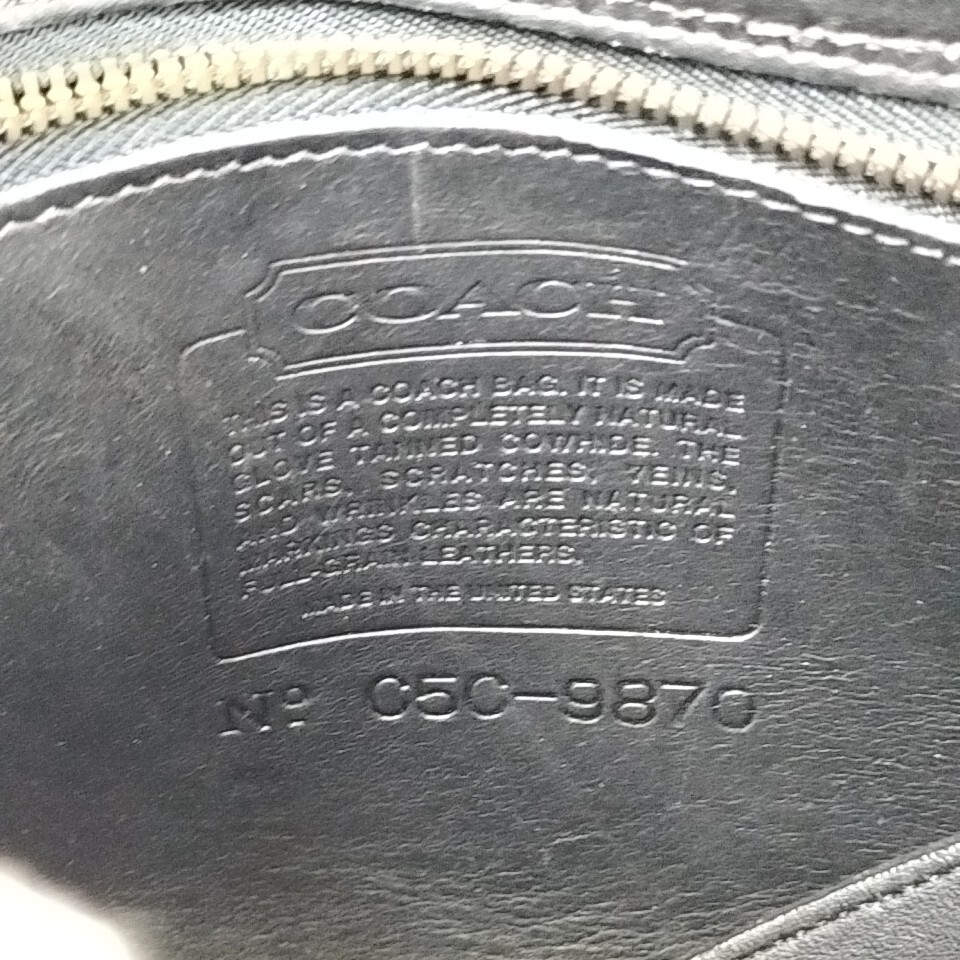 COACH
THIS IS A COACH BAG. IT IS MADE
OUT OF A COMPLETELY NATURAL
GLOVE TANNED COWHIDE. THE
SCARS, SCRATCHES, VEINS,
AND WRINKLES ARE NATURAL
MARKINGS CHARACTERISTIC OF
FULL-GRAIN LEATHERS.
MADE IN THE UNITED STATES
Nº C5C-9870